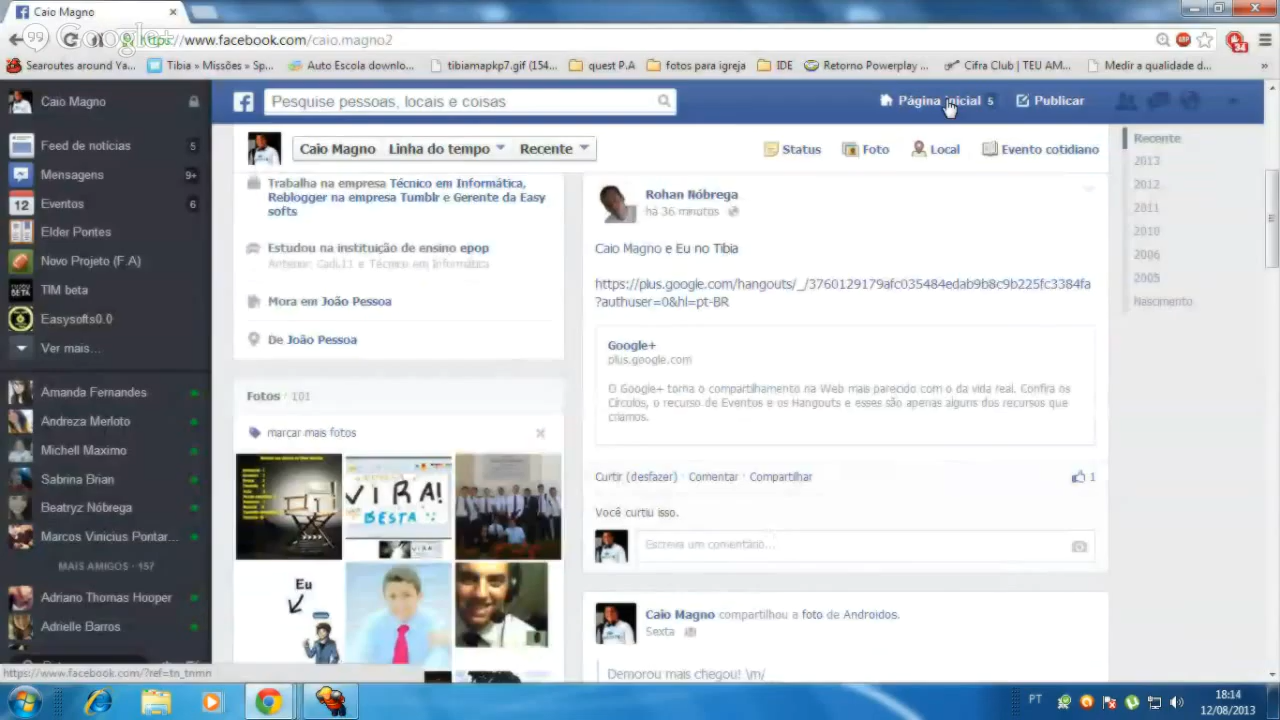 Caio Magno
Google+
https://www.facebook.com/caio.magno2
34
Searoutes around Ya...
Tibia » Missões » Sp...
Auto Escola downlo...
tibiamapkp7.gif (154...
quest P.A
fotos para igreja
IDE
Retorno Powerplay ...
Cifra Club | TEU AM...
Medir a qualidade d...
»
Caio Magno
Pesquise pessoas, locais e coisas
Página inicial 5
Publicar
Feed de notícias 5
Mensagens 9+
12 Eventos 6
Elder Pontes
Novo Projeto (F.A)
TIM beta
Easysofts0.0
Ver mais...
Amanda Fernandes
Andreza Merloto
Michell Maximo
Sabrina Brian
Beatryz Nóbrega
Marcos Vinicius Pontar...
MAIS AMIGOS · 157
Adriano Thomas Hooper
Adrielle Barros
Caio Magno
Linha do tempo
Recente
Status
Foto
Local
Evento cotidiano
Trabalha na empresa Técnico em Informática,
Reblogger na empresa Tumblr e Gerente da Easy
softs
Estudou na instituição de ensino epop
Anterior: Cadi,11 e Técnico em Informática
Mora em João Pessoa
De João Pessoa
Fotos · 101
marcar mais fotos
VIRA!
BESTA
Eu
Rohan Nóbrega
há 36 minutos
Caio Magno e Eu no Tibia
https://plus.google.com/hangouts/_/3760129179afc035484edab9b8c9b225fc3384fa
?authuser=0&hl=pt-BR
Google+
plus.google.com
O Google+ torna o compartilhamento na Web mais parecido com o da vida real. Confira os
Círculos, o recurso de Eventos e os Hangouts e esses são apenas alguns dos recursos que
criamos.
Curtir (desfazer) · Comentar · Compartilhar
1
Você curtiu isso.
Escreva um comentário...
Caio Magno compartilhou a foto de Androidos.
Sexta
Demorou mais chegou! \m/
Recente
2013
2012
2011
2010
2006
2005
Nascimento
https://www.facebook.com/?ref=tn_tnmn
PT
18:14
12/08/2013